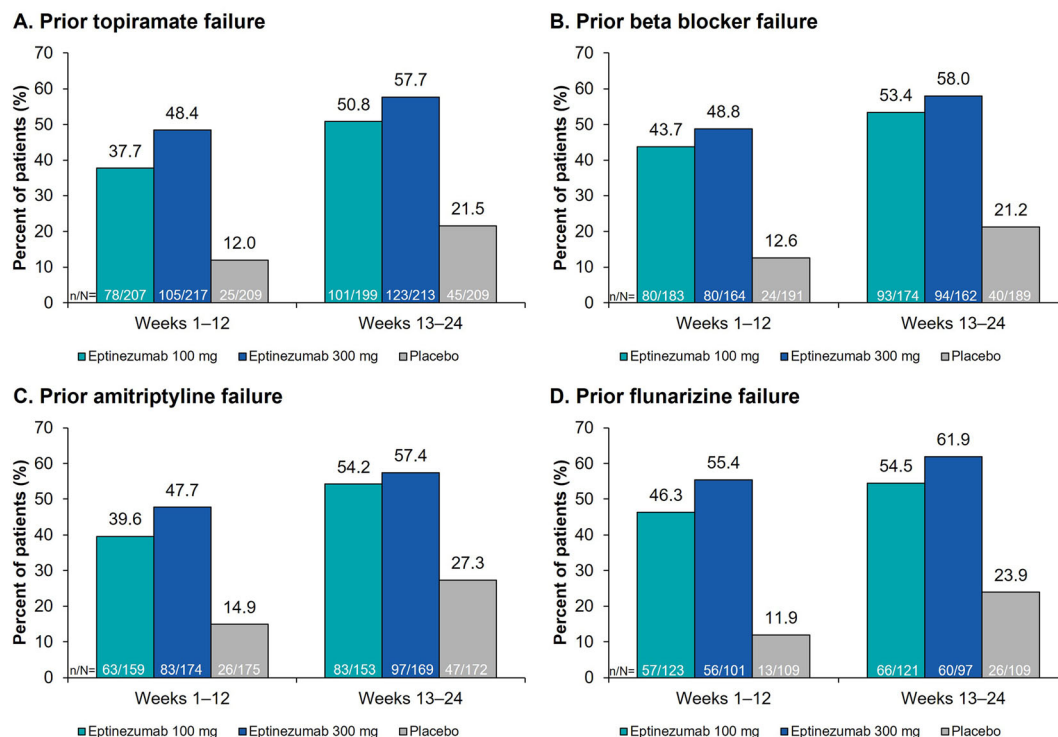 A. Prior topiramate failure
Percent of patients (%)
70
60
50
40
30
20
10
0
37.7
48.4
12.0
50.8
57.7
21.5
n/N= 78/207 105/217 25/209 101/199 123/213 45/209
Weeks 1–12 Weeks 13–24
Eptinezumab 100 mg Eptinezumab 300 mg Placebo
B. Prior beta blocker failure
Percent of patients (%)
70
60
50
40
30
20
10
0
43.7
48.8
12.6
53.4
58.0
21.2
n/N= 80/183 80/164 24/191 93/174 94/162 40/189
Weeks 1–12 Weeks 13–24
Eptinezumab 100 mg Eptinezumab 300 mg Placebo
C. Prior amitriptyline failure
Percent of patients (%)
70
60
50
40
30
20
10
0
39.6
47.7
14.9
54.2
57.4
27.3
n/N= 63/159 83/174 26/175 83/153 97/169 47/172
Weeks 1–12 Weeks 13–24
Eptinezumab 100 mg Eptinezumab 300 mg Placebo
D. Prior flunarizine failure
Percent of patients (%)
70
60
50
40
30
20
10
0
46.3
55.4
11.9
54.5
61.9
23.9
n/N= 57/123 56/101 13/109 66/121 60/97 26/109
Weeks 1–12 Weeks 13–24
Eptinezumab 100 mg Eptinezumab 300 mg Placebo